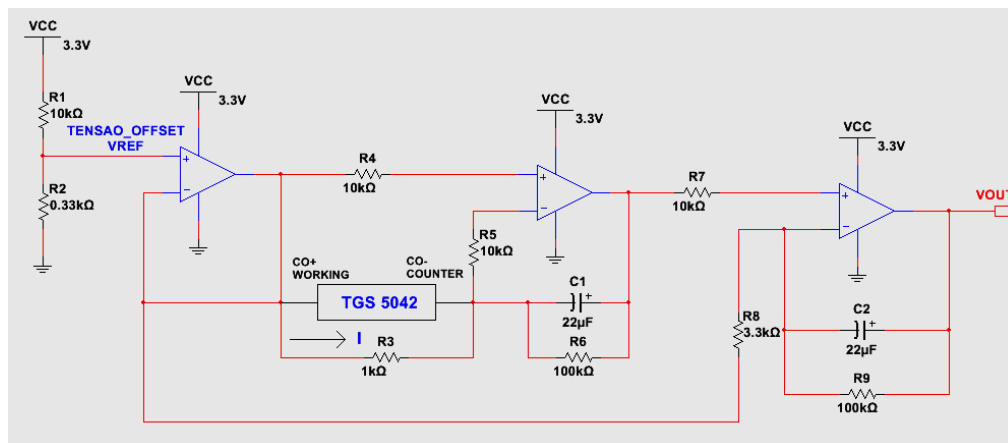 VCC
3.3V
R1
10kΩ
TENSAO_OFFSET
VREF
R2
0.33kΩ
VCC
3.3V
+
−
R4
10kΩ
VCC
3.3V
+
−
R5
10kΩ
CO+
WORKING
CO-
COUNTER
TGS 5042
I
R3
1kΩ
C1
+
22µF
R6
100kΩ
R7
10kΩ
VCC
3.3V
+
−
VOUT
R8
3.3kΩ
C2
+
22µF
R9
100kΩ